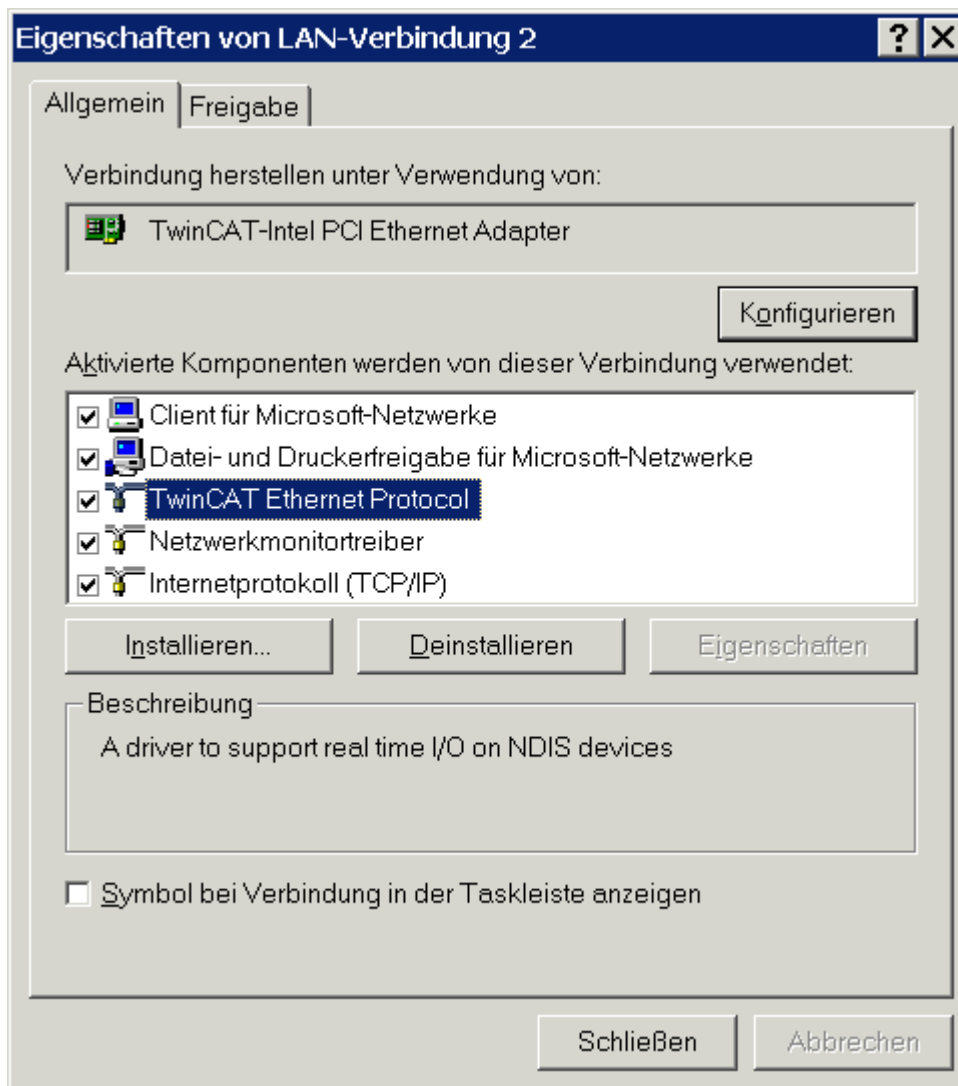 Eigenschaften von LAN-Verbindung 2
Allgemein
Freigabe
Verbindung herstellen unter Verwendung von:
TwinCAT-Intel PCI Ethernet Adapter
Konfigurieren
Aktivierte Komponenten werden von dieser Verbindung verwendet:
Client für Microsoft-Netzwerke
Datei- und Druckerfreigabe für Microsoft-Netzwerke
TwinCAT Ethernet Protocol
Netzwerkmonitortreiber
Internetprotokoll (TCP/IP)
Installieren...
Deinstallieren
Eigenschaften
Beschreibung
A driver to support real time I/O on NDIS devices
Symbol bei Verbindung in der Taskleiste anzeigen
Schließen
Abbrechen